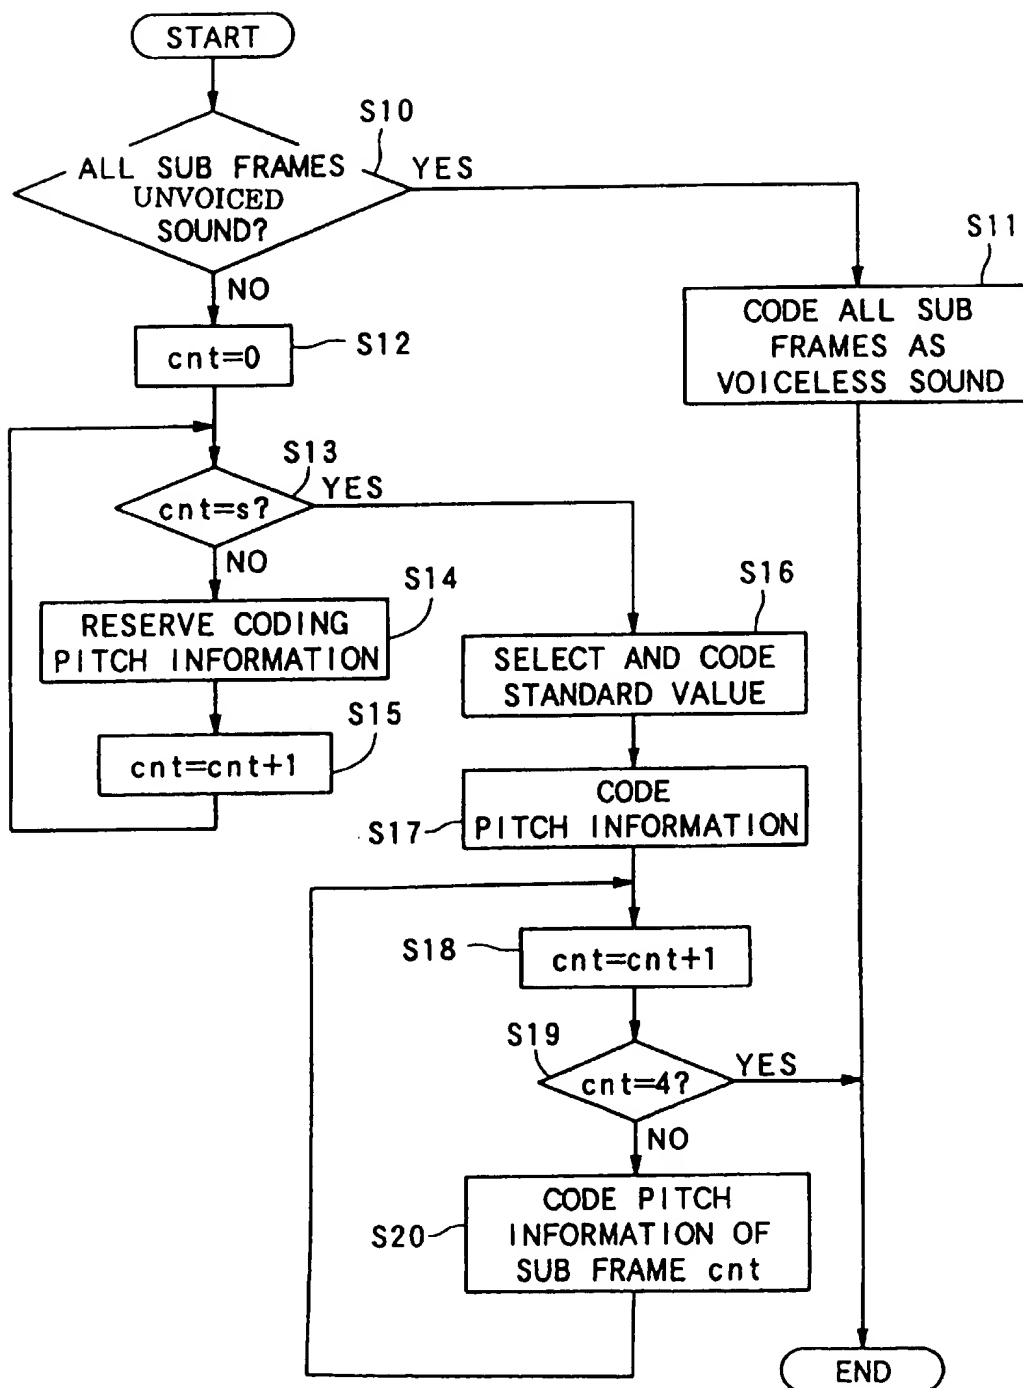 START
S10
ALL SUB FRAMES
UNVOICED
SOUND?
YES
NO
S11
CODE ALL SUB
FRAMES AS
VOICELESS SOUND
cnt=0
S12
S13
cnt=s?
YES
NO
S14
RESERVE CODING
PITCH INFORMATION
S15
cnt=cnt+1
S16
SELECT AND CODE
STANDARD VALUE
CODE
PITCH INFORMATION
S17
S18
cnt=cnt+1
S19
cnt=4?
YES
NO
CODE PITCH
INFORMATION OF
SUB FRAME cnt
S20
END